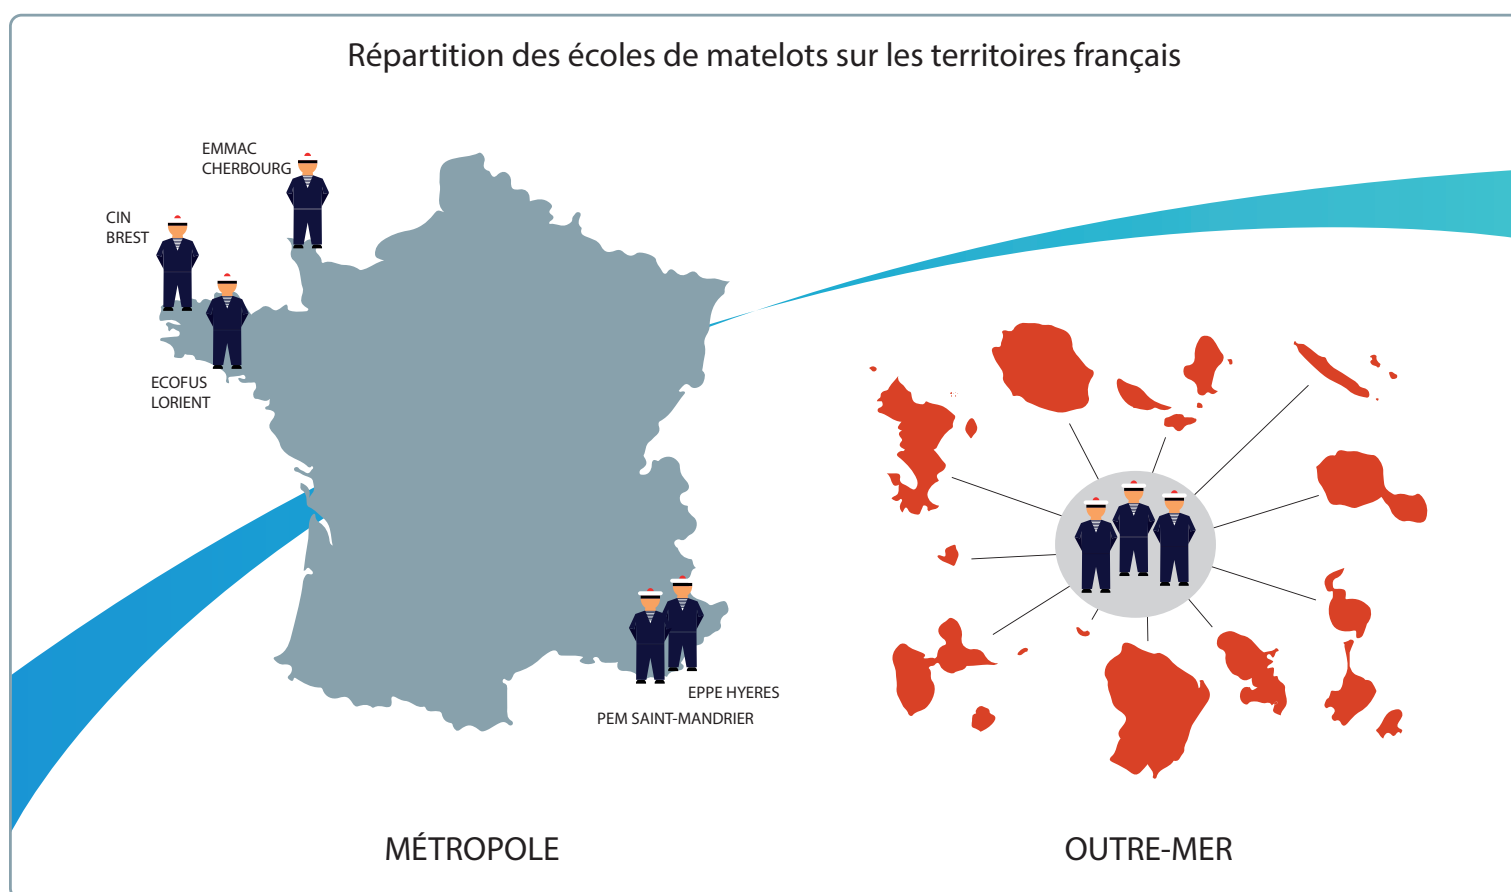 Répartition des écoles de matelots sur les territoires français
EMMAC
CHERBOURG
CIN
BREST
ECOFUS
LORIENT
EPPE HYERES
PEM SAINT-MANDRIER
MÉTROPOLE
OUTRE-MER